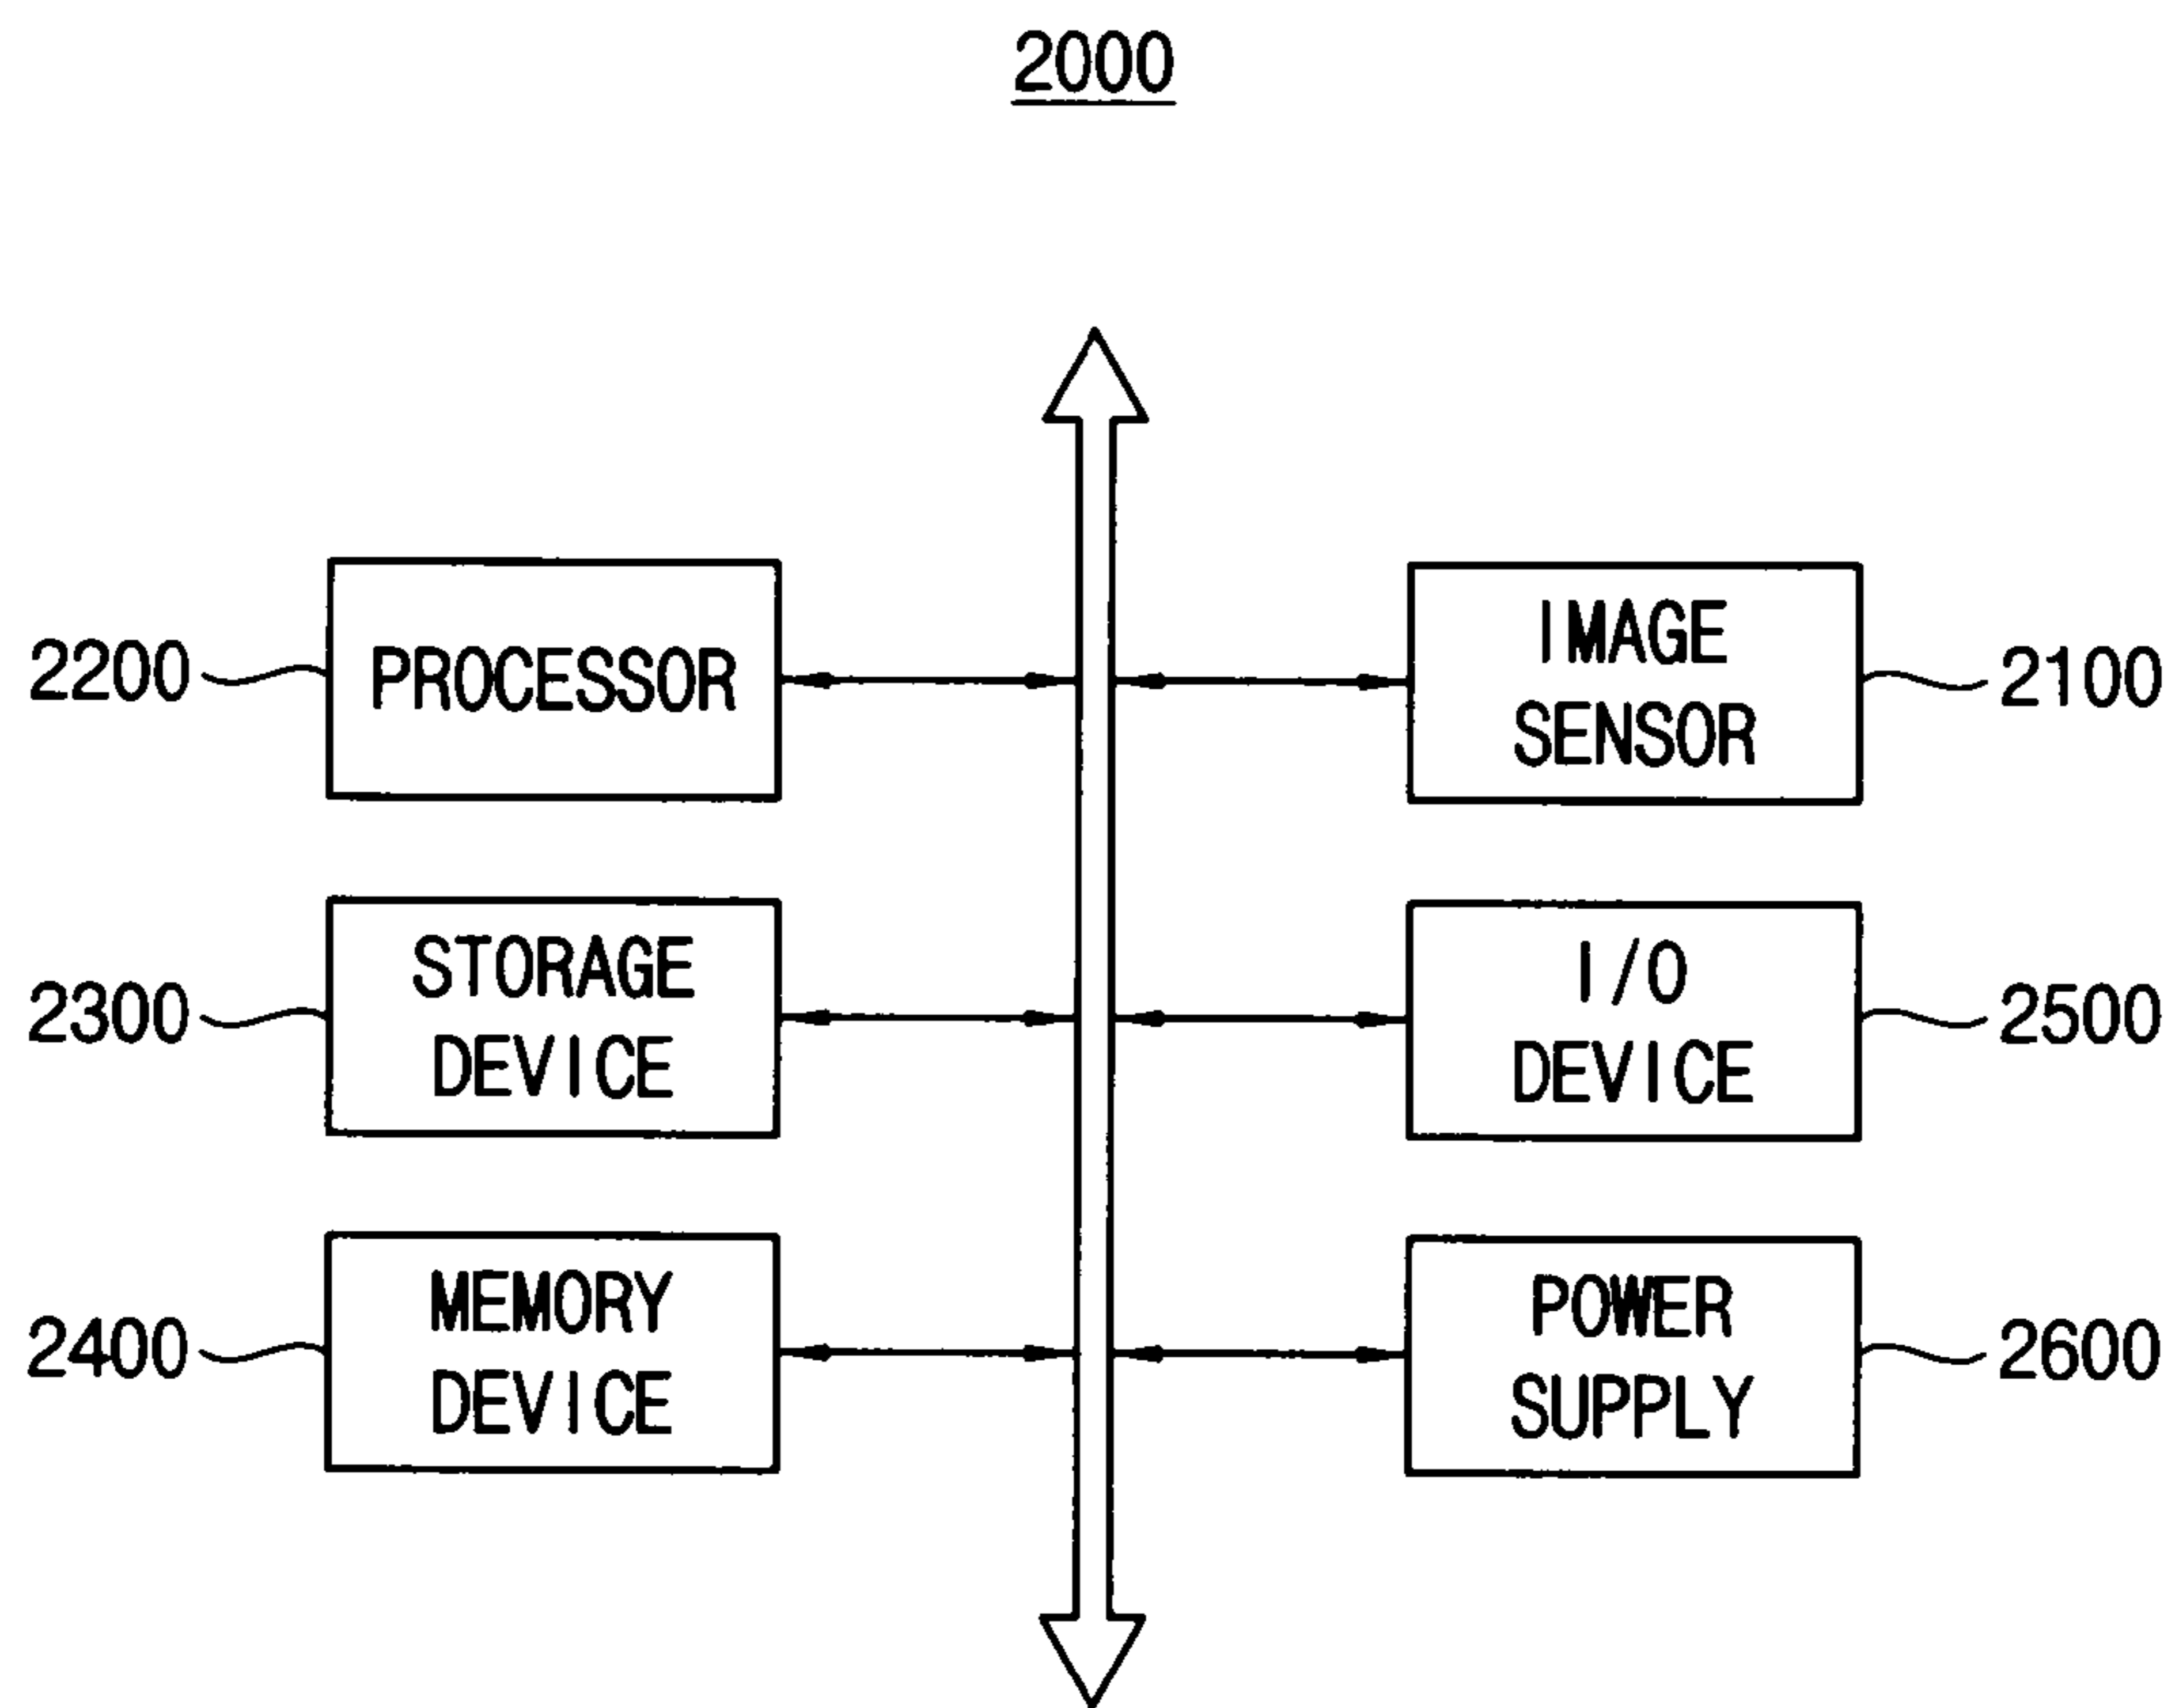 2000
2200
PROCESSOR
IMAGE
SENSOR
2100
2300
STORAGE
DEVICE
I/O
DEVICE
2500
2400
MEMORY
DEVICE
POWER
SUPPLY
2600